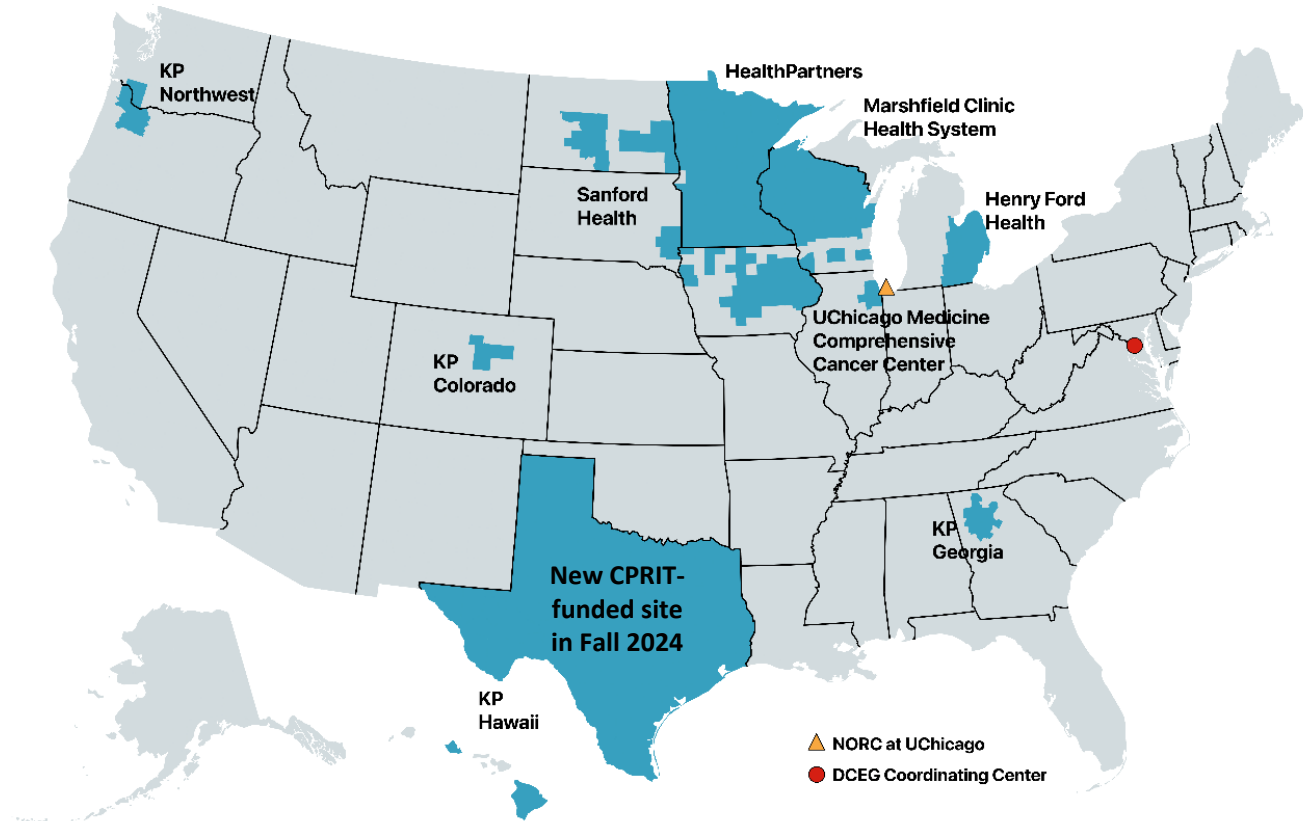 KP
Northwest
HealthPartners
Marshfield Clinic
Health System
Sanford
Health
Henry Ford
Health
UChicago Medicine
Comprehensive
Cancer Center
KP
Colorado
KP
Georgia
New CPRIT-
funded site
in Fall 2024
KP
Hawaii
NORC at UChicago
DCEG Coordinating Center